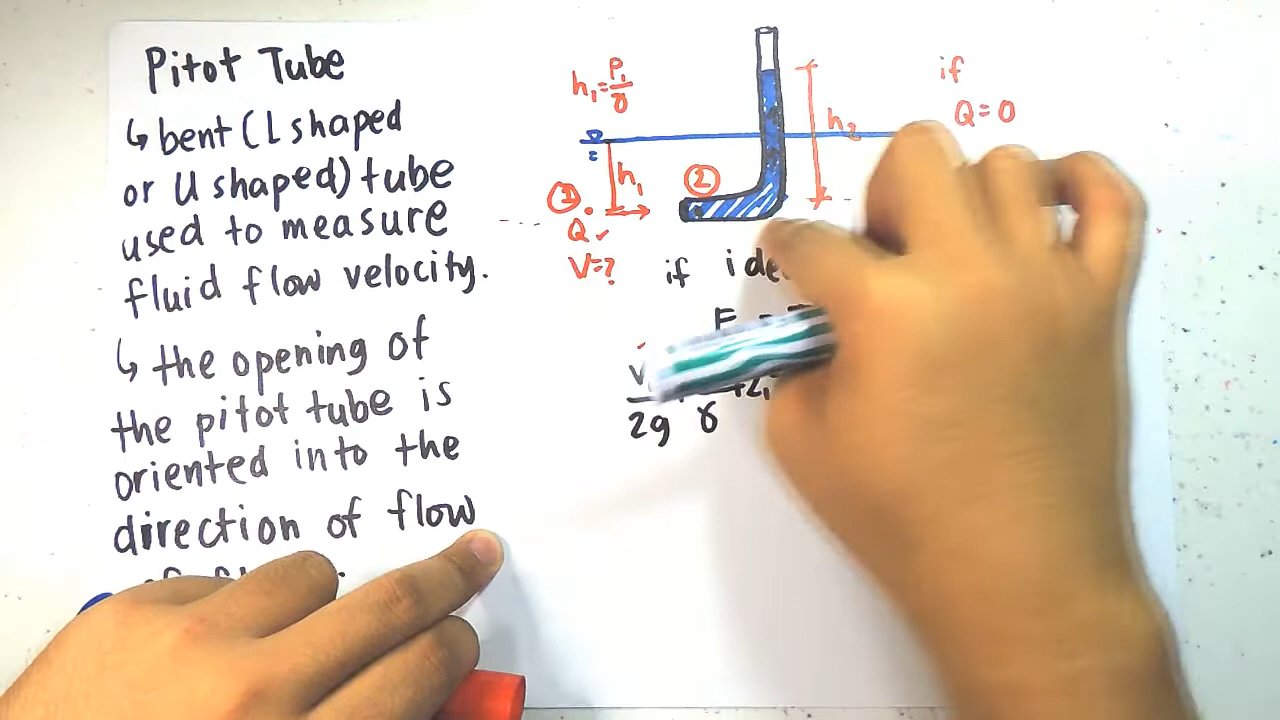 Pitot Tube
↳ bent (L shaped
or U shaped) tube
used to measure
fluid flow velocity.
↳ the opening of
the pitot tube is
oriented into the
direction of flow
h₁ = P₁/γ
if
Q = 0
h₂
h₁
①
②
Q ✓
V = ?
if
2g γ + Z₁